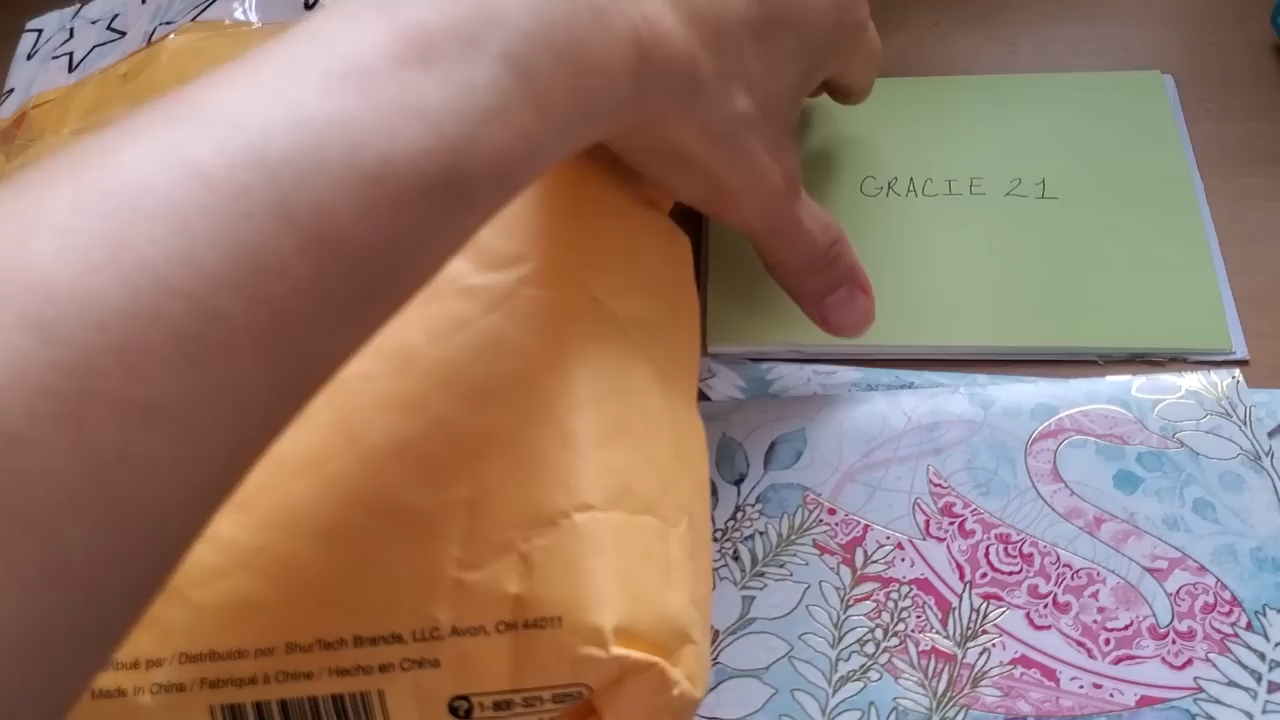 GRACIE 21
ibué par / Distribuido por: ShurTech Brands, LLC, Avon, OH 44011
Made in China / Fabriqué à Chine / Hecho en China